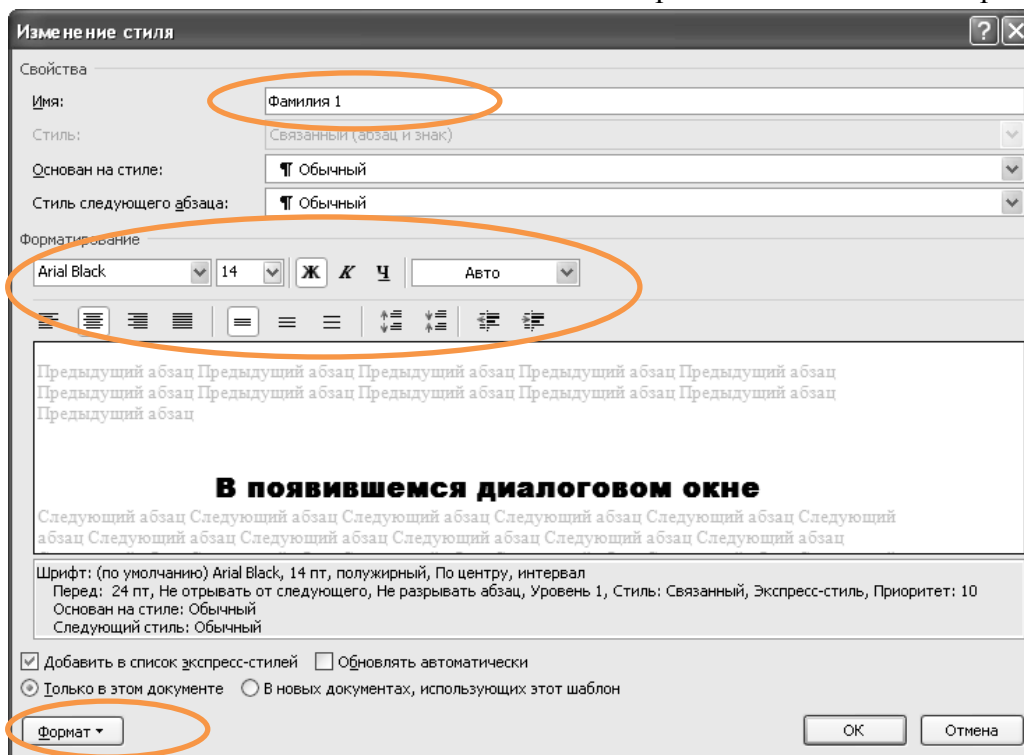 Изменение стиля
Свойства
Имя: Фамилия 1
Стиль: Связанный (абзац и знак)
Основан на стиле: ¶ Обычный
Стиль следующего абзаца: ¶ Обычный
Форматирование
Arial Black 14 Ж К Ч Авто
Предыдущий абзац Предыдущий абзац Предыдущий абзац Предыдущий абзац Предыдущий абзац
Предыдущий абзац Предыдущий абзац Предыдущий абзац Предыдущий абзац Предыдущий абзац
Предыдущий абзац
В появившемся диалоговом окне
Следующий абзац Следующий абзац Следующий абзац Следующий абзац Следующий абзац Следующий
абзац Следующий абзац Следующий абзац Следующий абзац Следующий абзац Следующий абзац
Шрифт: (по умолчанию) Arial Black, 14 пт, полужирный, По центру, интервал
Перед: 24 пт, Не отрывать от следующего, Не разрывать абзац, Уровень 1, Стиль: Связанный, Экспресс-стиль, Приоритет: 10
Основан на стиле: Обычный
Следующий стиль: Обычный
Добавить в список экспресс-стилей Обновлять автоматически
Только в этом документе В новых документах, использующих этот шаблон
Формат ОК Отмена